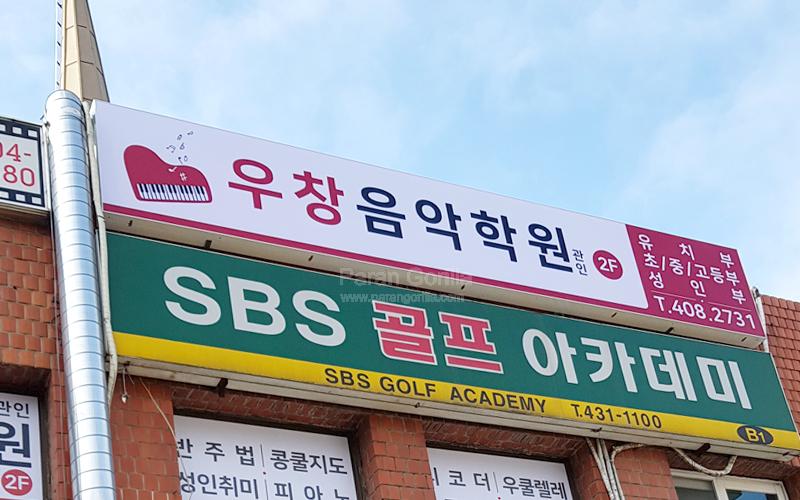 04-
80
우창음악학원 관인 2F
유치부
초/중/고등부
성인부
T.408.2731
Paran Gorilla
www.parangorilla.com
SBS 골프 아카데미
SBS GOLF ACADEMY T.431-1100 B1
관인
원
2F
반주법 콩쿨지도
성인취미 피아노
코더 우쿨렐레